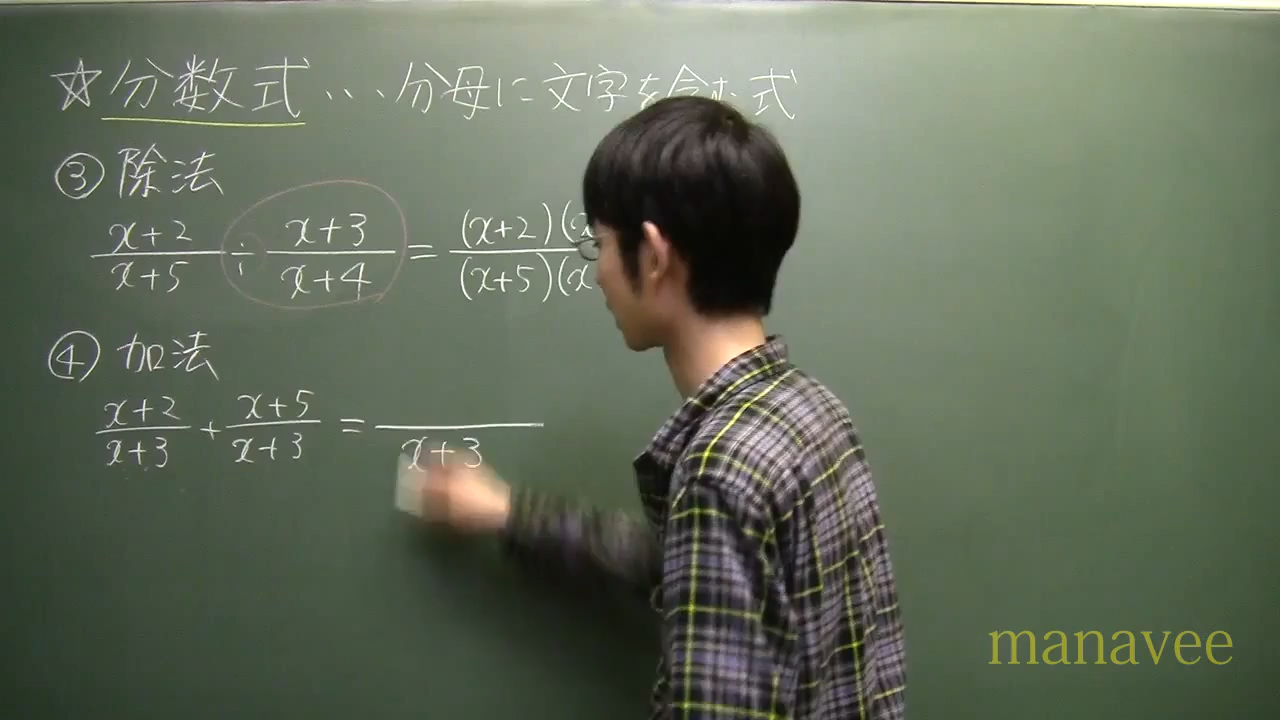 ☆分数式…分母に文字を含む式
③ 除法
x+2/x+5 ÷ x+3/x+4 = (x+2)(x/(x+5)(x
④ 加法
x+2/x+3 + x+5/x+3 = /x+3
manavee